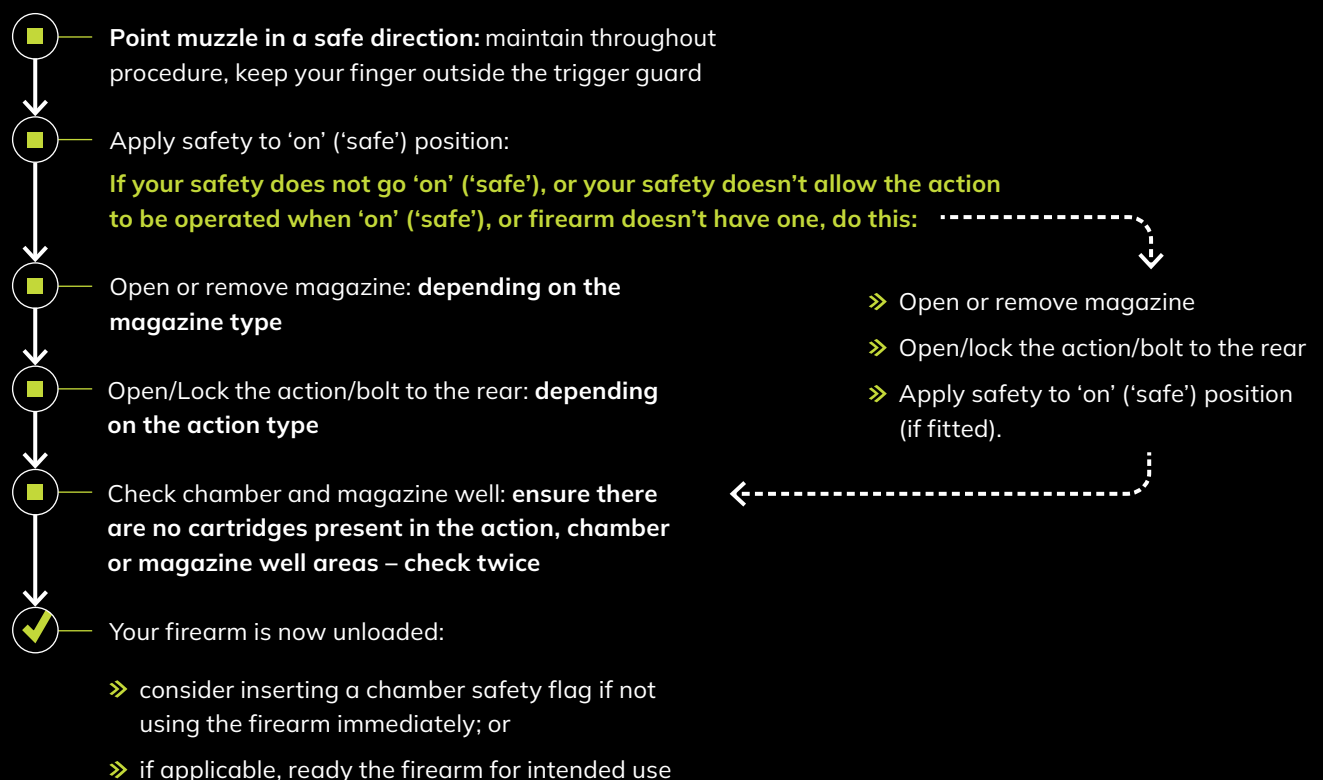 Point muzzle in a safe direction: maintain throughout
procedure, keep your finger outside the trigger guard
Apply safety to ‘on’ (‘safe’) position:
If your safety does not go ‘on’ (‘safe’), or your safety doesn’t allow the action
to be operated when ‘on’ (‘safe’), or firearm doesn’t have one, do this:
Open or remove magazine
Open/lock the action/bolt to the rear
Apply safety to ‘on’ (‘safe’) position
(if fitted).
Open or remove magazine: depending on the
magazine type
Open/Lock the action/bolt to the rear: depending
on the action type
Check chamber and magazine well: ensure there
are no cartridges present in the action, chamber
or magazine well areas – check twice
Your firearm is now unloaded:
consider inserting a chamber safety flag if not
using the firearm immediately; or
if applicable, ready the firearm for intended use